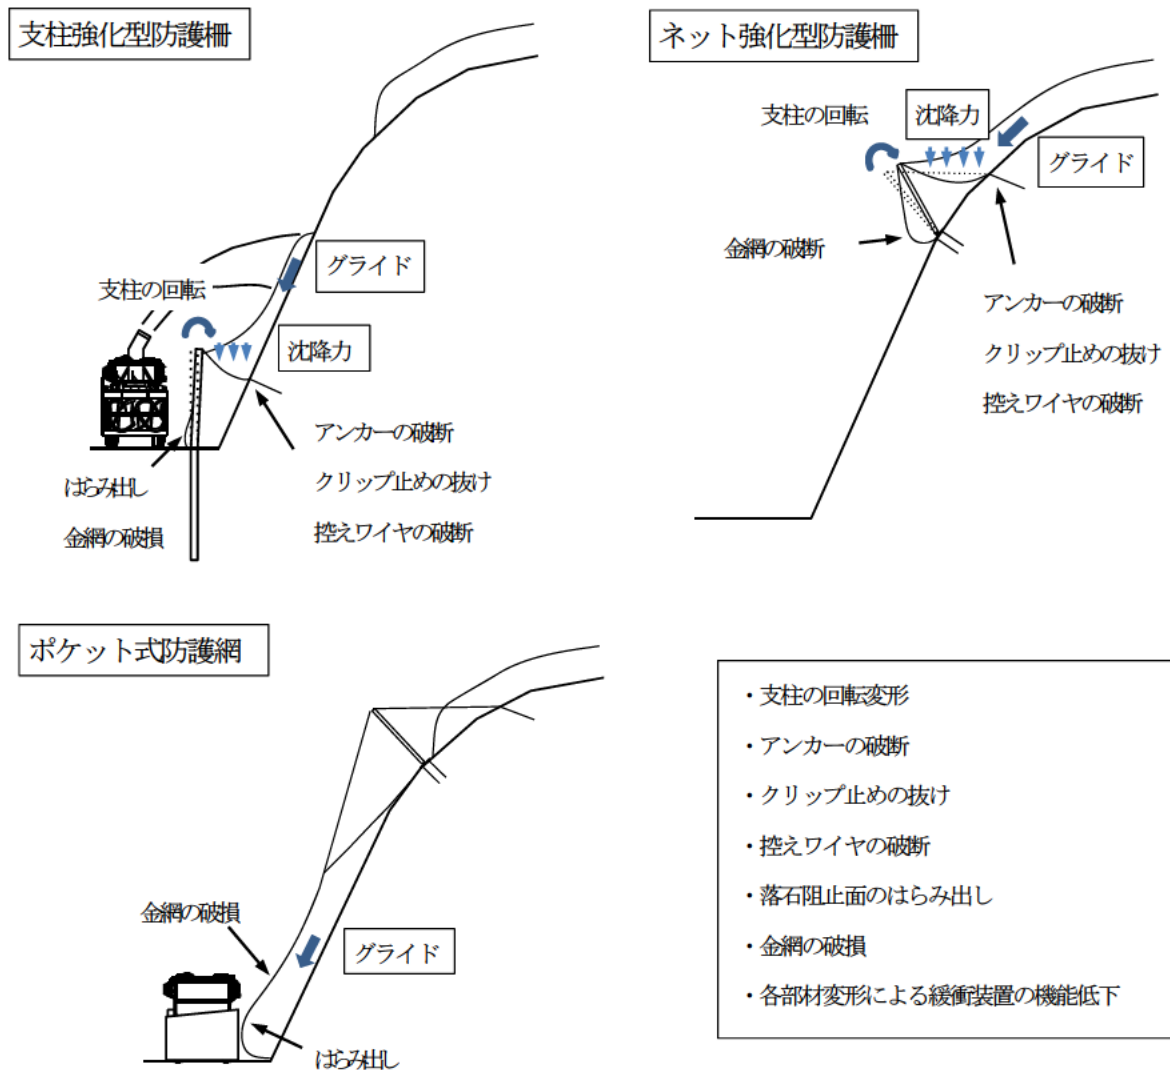 支柱強化型防護柵
支柱の回転
グライド
沈降力
アンカーの破断
クリップ止めの抜け
控えワイヤの破断
はらみ出し
金網の破損
ネット強化型防護柵
支柱の回転
沈降力
グライド
金網の破断
アンカーの破断
クリップ止めの抜け
控えワイヤの破断
ポケット式防護網
金網の破損
グライド
はらみ出し
・支柱の回転変形
・アンカーの破断
・クリップ止めの抜け
・控えワイヤの破断
・落石阻止面のはらみ出し
・金網の破損
・各部材変形による緩衝装置の機能低下